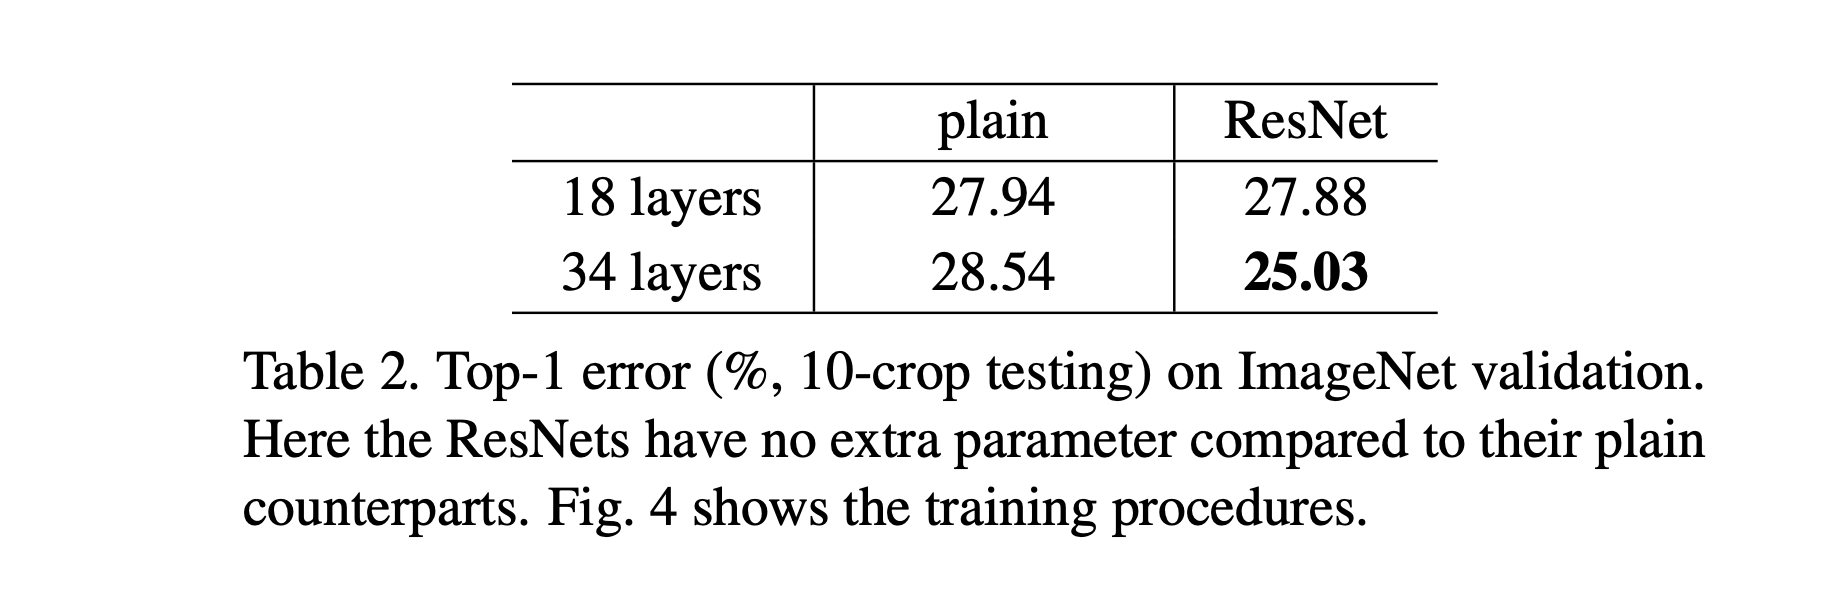 plain ResNet
18 layers 27.94 27.88
34 layers 28.54 25.03
Table 2. Top-1 error (%, 10-crop testing) on ImageNet validation.
Here the ResNets have no extra parameter compared to their plain
counterparts. Fig. 4 shows the training procedures.